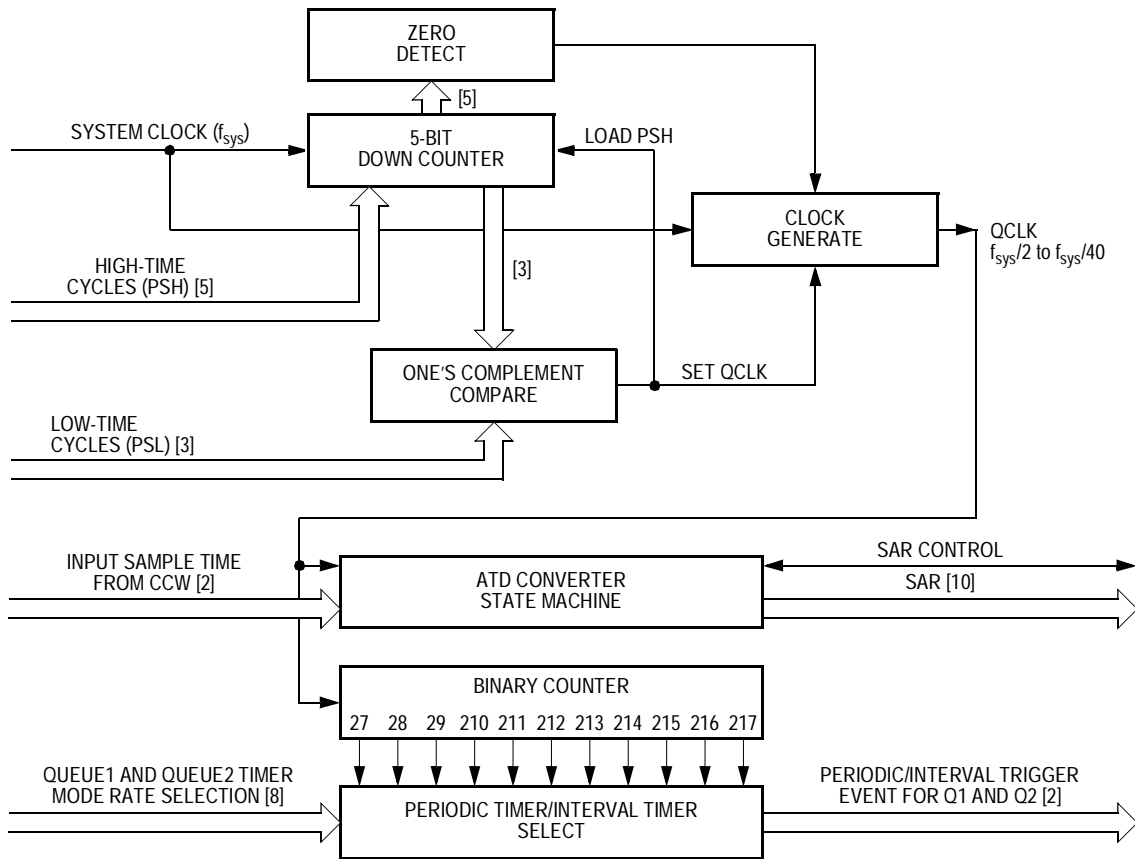 ZERO
DETECT
[5]
SYSTEM CLOCK (fsys)
5-BIT
DOWN COUNTER
LOAD PSH
CLOCK
GENERATE
QCLK
fsys/2 to fsys/40
HIGH-TIME
CYCLES (PSH) [5]
[3]
ONE'S COMPLEMENT
COMPARE
SET QCLK
LOW-TIME
CYCLES (PSL) [3]
INPUT SAMPLE TIME
FROM CCW [2]
ATD CONVERTER
STATE MACHINE
SAR CONTROL
SAR [10]
BINARY COUNTER
27 28 29 210 211 212 213 214 215 216 217
QUEUE1 AND QUEUE2 TIMER
MODE RATE SELECTION [8]
PERIODIC TIMER/INTERVAL TIMER
SELECT
PERIODIC/INTERVAL TRIGGER
EVENT FOR Q1 AND Q2 [2]